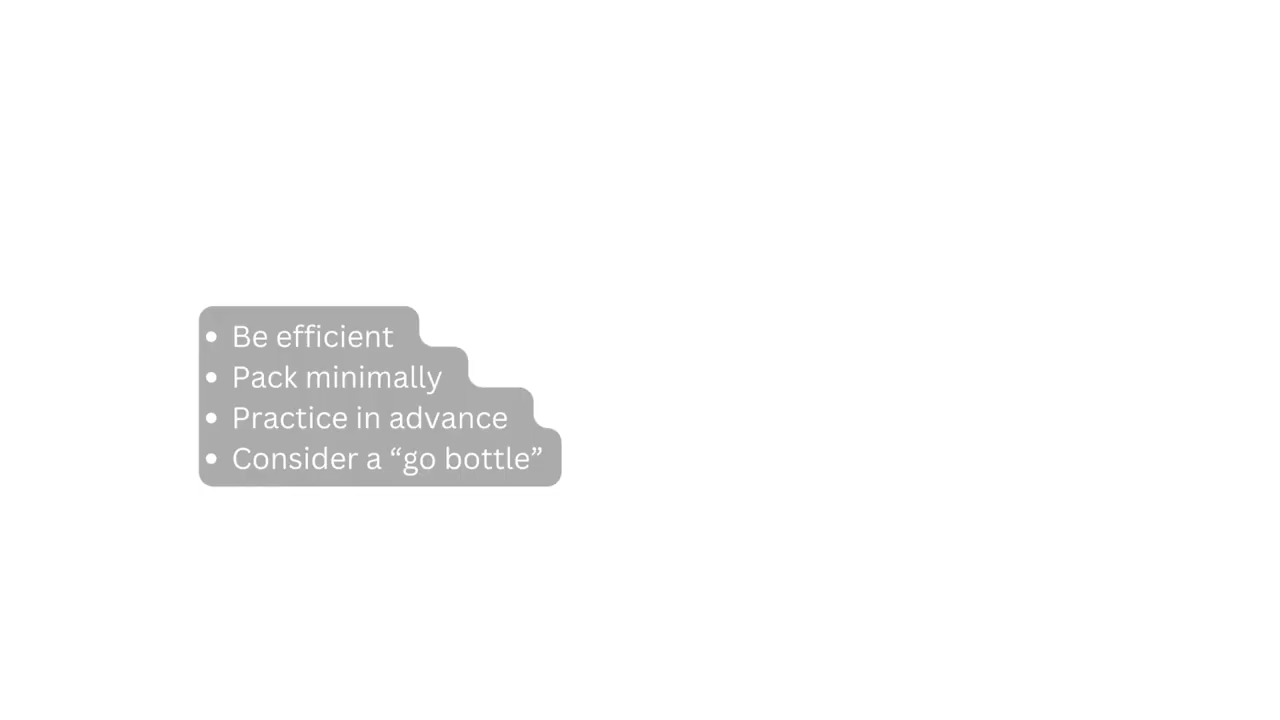 • Be efficient
• Pack minimally
• Practice in advance
• Consider a “go bottle”